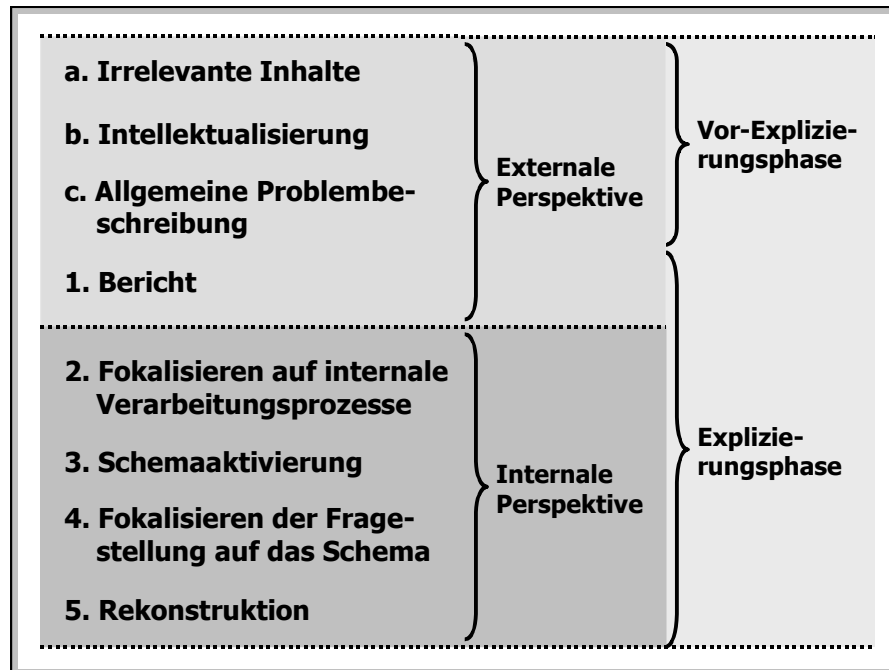 a. Irrelevante Inhalte
b. Intellektualisierung
c. Allgemeine Problembe-
schreibung
1. Bericht
Externale
Perspektive
Vor-Explizie-
rungsphase
2. Fokalisieren auf internale
Verarbeitungsprozesse
3. Schemaaktivierung
4. Fokalisieren der Frage-
stellung auf das Schema
5. Rekonstruktion
Internale
Perspektive
Explizie-
rungsphase